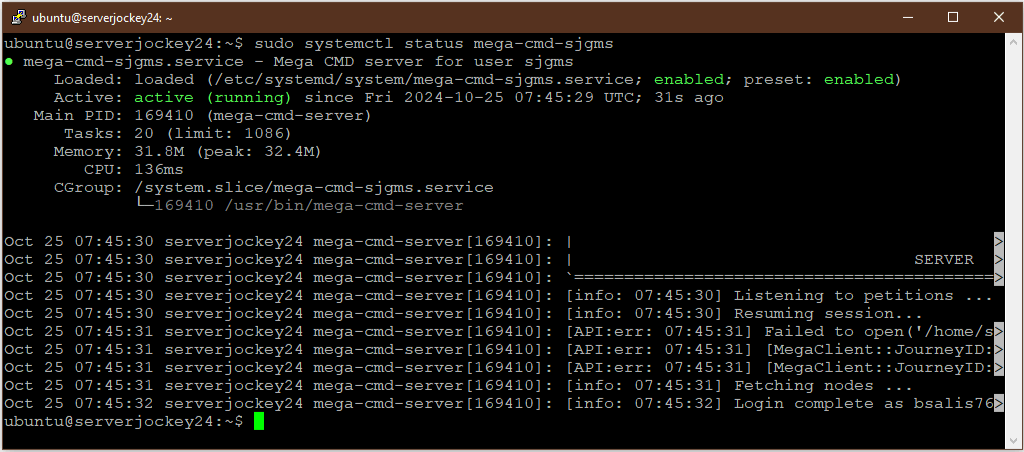 ubuntu@serverjockey24: ~
ubuntu@serverjockey24:~$ sudo systemctl status mega-cmd-sjgms
● mega-cmd-sjgms.service - Mega CMD server for user sjgms
     Loaded: loaded (/etc/systemd/system/mega-cmd-sjgms.service; enabled; preset: enabled)
     Active: active (running) since Fri 2024-10-25 07:45:29 UTC; 31s ago
   Main PID: 169410 (mega-cmd-server)
      Tasks: 20 (limit: 1086)
     Memory: 31.8M (peak: 32.4M)
        CPU: 136ms
     CGroup: /system.slice/mega-cmd-sjgms.service
             └─169410 /usr/bin/mega-cmd-server
Oct 25 07:45:30 serverjockey24 mega-cmd-server[169410]: |                                          >
Oct 25 07:45:30 serverjockey24 mega-cmd-server[169410]: |                                  SERVER  >
Oct 25 07:45:30 serverjockey24 mega-cmd-server[169410]: `==========================================>
Oct 25 07:45:30 serverjockey24 mega-cmd-server[169410]: [info: 07:45:30] Listening to petitions ...
Oct 25 07:45:30 serverjockey24 mega-cmd-server[169410]: [info: 07:45:30] Resuming session...
Oct 25 07:45:31 serverjockey24 mega-cmd-server[169410]: [API:err: 07:45:31] Failed to open('/home/s>
Oct 25 07:45:31 serverjockey24 mega-cmd-server[169410]: [API:err: 07:45:31] [MegaClient::JourneyID:>
Oct 25 07:45:31 serverjockey24 mega-cmd-server[169410]: [API:err: 07:45:31] [MegaClient::JourneyID:>
Oct 25 07:45:31 serverjockey24 mega-cmd-server[169410]: [info: 07:45:31] Fetching nodes ...
Oct 25 07:45:32 serverjockey24 mega-cmd-server[169410]: [info: 07:45:32] Login complete as bsalis76>
ubuntu@serverjockey24:~$